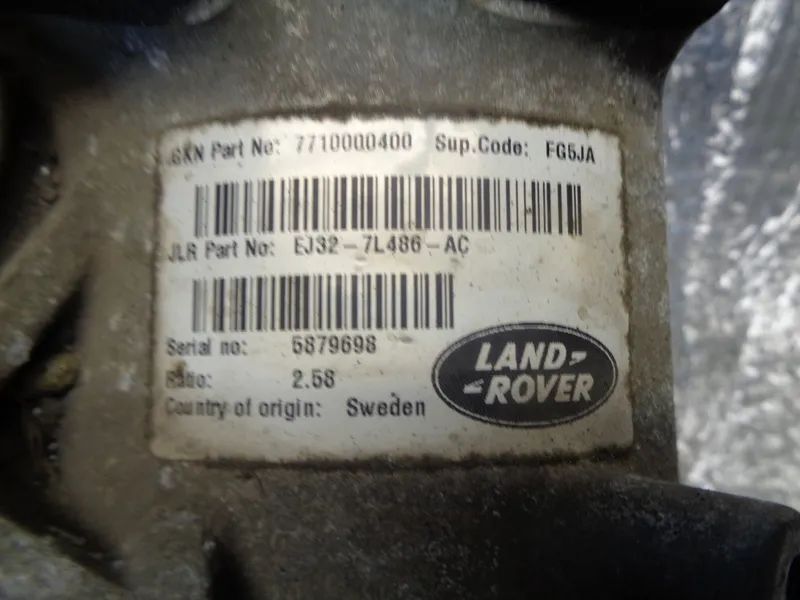 GKN Part No: 7710000400 Sup.Code: FG5JA
JLR Part No: EJ32-7L486-AC
Serial no: 5879698
Ratio: 2.58
Country of origin: Sweden
LAND
ROVER